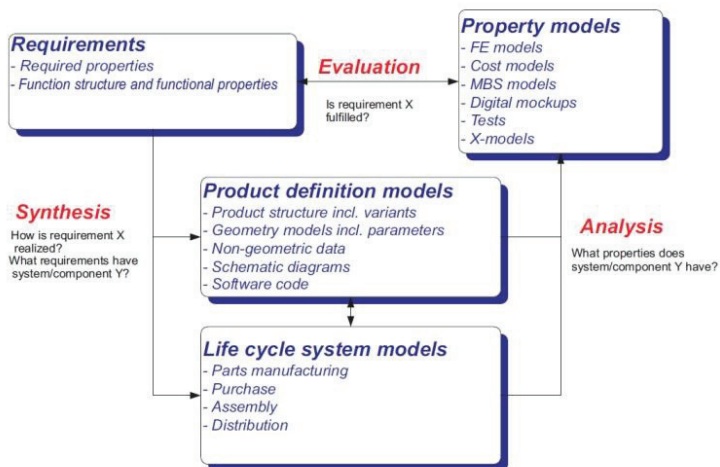 Requirements
- Required properties
- Function structure and functional properties
Evaluation
Is requirement X
fulfilled?
Property models
- FE models
- Cost models
- MBS models
- Digital mockups
- Tests
- X-models
Synthesis
How is requirement X
realized?
What requirements have
system/component Y?
Product definition models
- Product structure incl. variants
- Geometry models incl. parameters
- Non-geometric data
- Schematic diagrams
- Software code
Analysis
What properties does
system/component Y have?
Life cycle system models
- Parts manufacturing
- Purchase
- Assembly
- Distribution